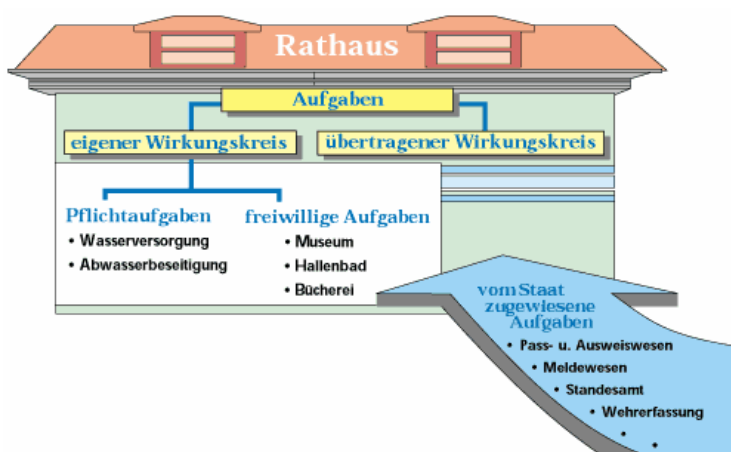 Rathaus
Aufgaben
eigener Wirkungskreis
übertragener Wirkungskreis
Pflichtaufgaben
• Wasserversorgung
• Abwasserbeseitigung
freiwillige Aufgaben
• Museum
• Hallenbad
• Bücherei
vom Staat
zugewiesene
Aufgaben
• Pass- u. Ausweiswesen
• Meldewesen
• Standesamt
• Wehrerfassung
•
•